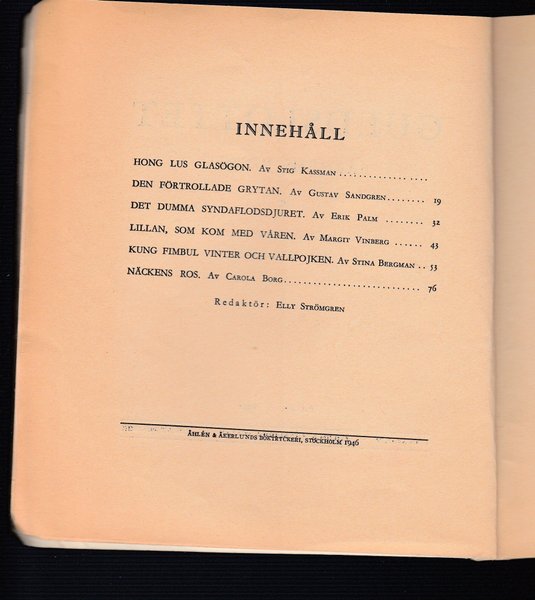 INNEHÅLL
HONG LUS GLASÖGON. Av Stig Kassman ....................
DEN FÖRTROLLADE GRYTAN. Av Gustav Sandgren........ 19
DET DUMMA SYNDAFLODSDJURET. Av Erik Palm ........ 32
LILLAN, SOM KOM MED VÅREN. Av Margit Vinberg ...... 43
KUNG FIMBUL VINTER OCH VALLPOJKEN. Av Stina Bergman .. 53
NÄCKENS ROS. Av Carola Borg............................ 76
Redaktör: Elly Strömgren
ÅHLÉN & ÅKERLUNDS BOKTRYCKERI, STOCKHOLM 1946